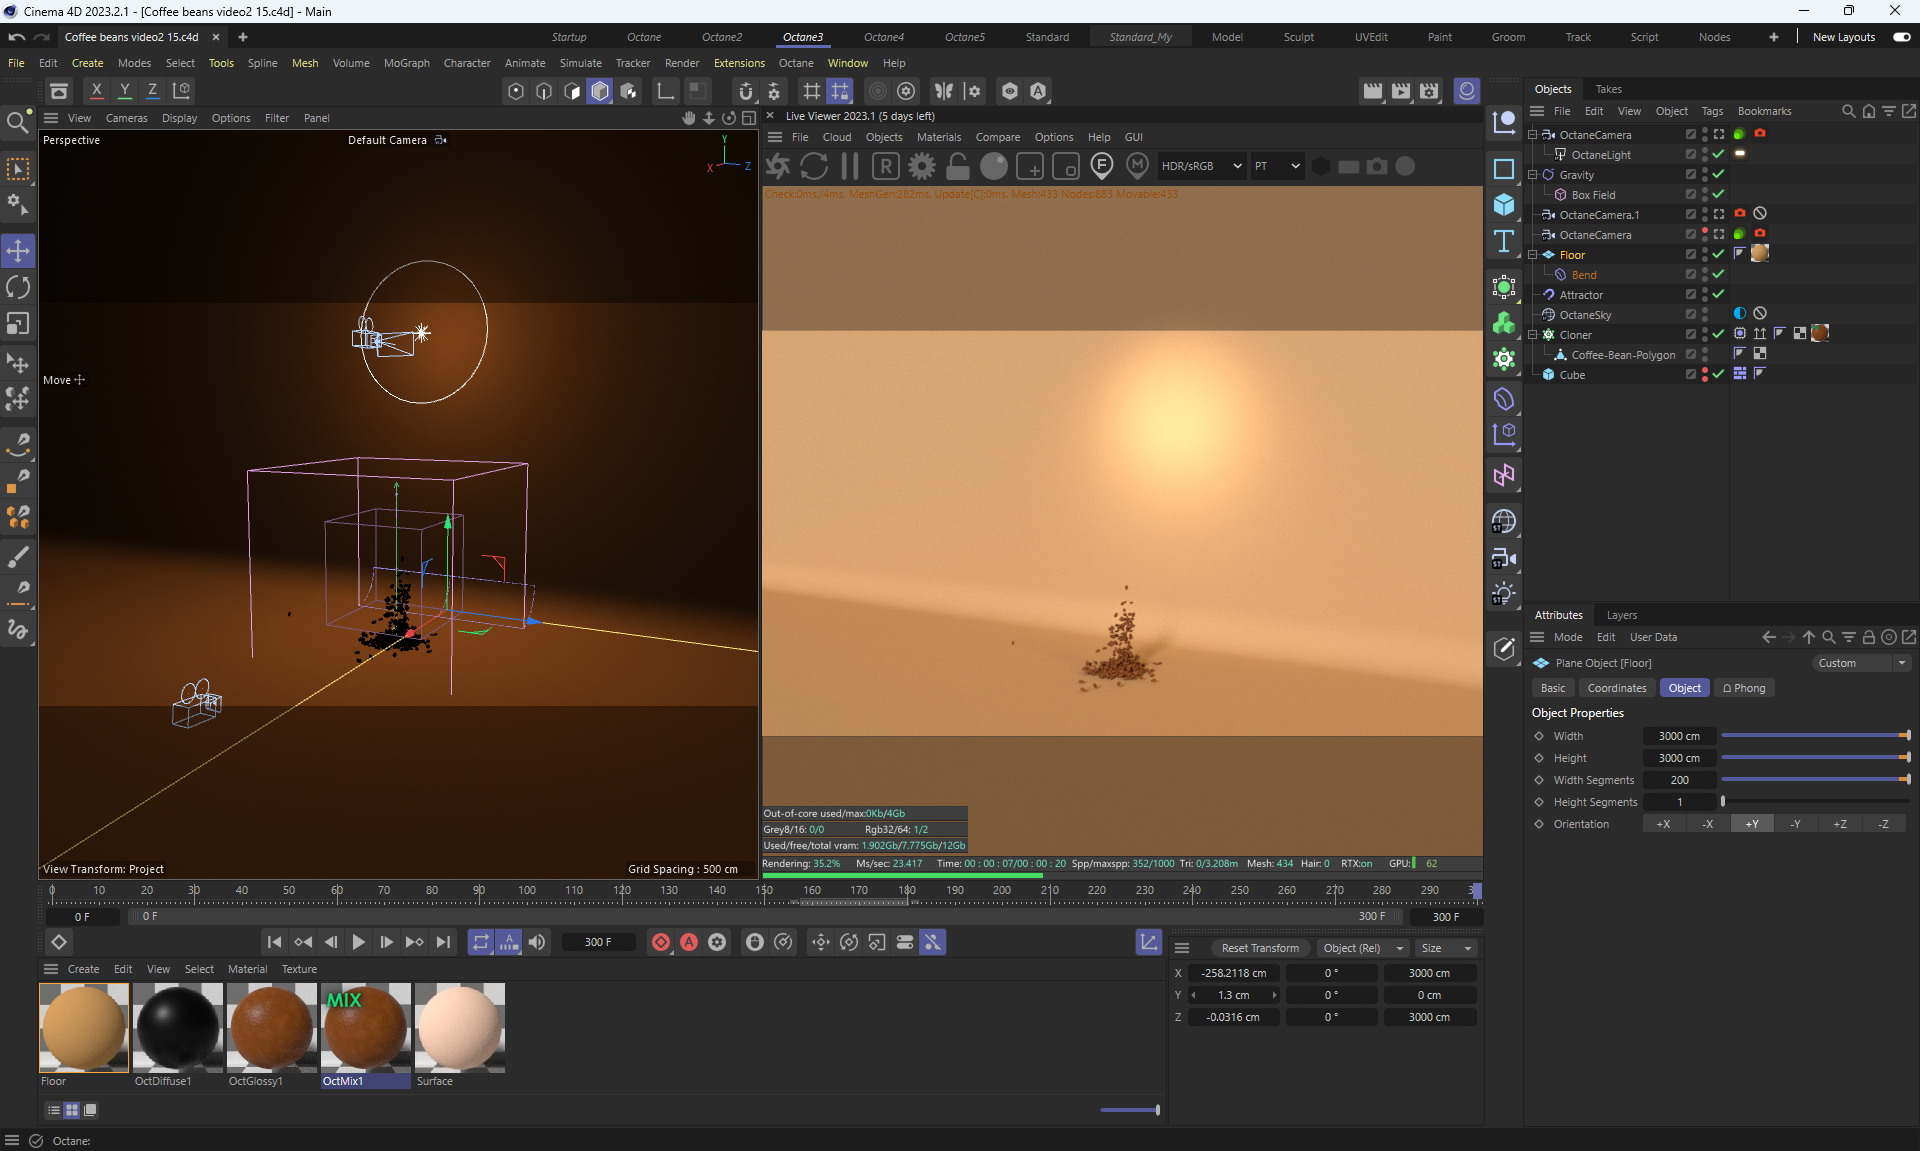 Cinema 4D 2023.2.1 - [Coffee beans video2 15.c4d] - Main
Coffee beans video2 15.c4d
Startup Octane Octane2 Octane3 Octane4 Octane5 Standard Standard_My Model Sculpt UVEdit Paint Groom Track Script Nodes New Layouts
File Edit Create Modes Select Tools Spline Mesh Volume MoGraph Character Animate Simulate Tracker Render Extensions Octane Window Help
X Y Z
View Cameras Display Options Filter Panel
Perspective Default Camera
Y
X Z
Move
View Transform: Project Grid Spacing : 500 cm
Live Viewer 2023.1 (5 days left)
File Cloud Objects Materials Compare Options Help GUI
R F M HDR/sRGB PT
Check:0ms./4ms. MeshGen:282ms. Update[C]:0ms. Mesh:433 Nodes:883 Movable:433
Out-of-core used/max:0Kb/4Gb
Grey8/16: 0/0 Rgb32/64: 1/2
Used/free/total vram: 1.902Gb/7.775Gb/12Gb
Rendering: 35.2% Ms/sec: 23.417 Time: 00 : 00 : 07/00 : 00 : 20 Spp/maxspp: 352/1000 Tri: 0/3.208m Mesh: 434 Hair: 0 RTX:on GPU: 62
Objects Takes
File Edit View Object Tags Bookmarks
OctaneCamera
OctaneLight
Gravity
Box Field
OctaneCamera.1
OctaneCamera
Floor
Bend
Attractor
OctaneSky
Cloner
Coffee-Bean-Polygon
Cube
ST
ST
ST
Attributes Layers
Mode Edit User Data
Plane Object [Floor] Custom
Basic Coordinates Object Phong
Object Properties
Width 3000 cm
Height 3000 cm
Width Segments 200
Height Segments 1
Orientation +X -X +Y -Y +Z -Z
0 10 20 30 40 50 60 70 80 90 100 110 120 130 140 150 160 170 180 190 200 210 220 230 240 250 260 270 280 290
0 F 0 F 300 F 300 F
300 F
Create Edit View Select Material Texture
MIX
Floor OctDiffuse1 OctGlossy1 OctMix1 Surface
Reset Transform Object (Rel) Size
X -258.2118 cm 0 ° 3000 cm
Y 1.3 cm 0 ° 0 cm
Z -0.0316 cm 0 ° 3000 cm
Octane: